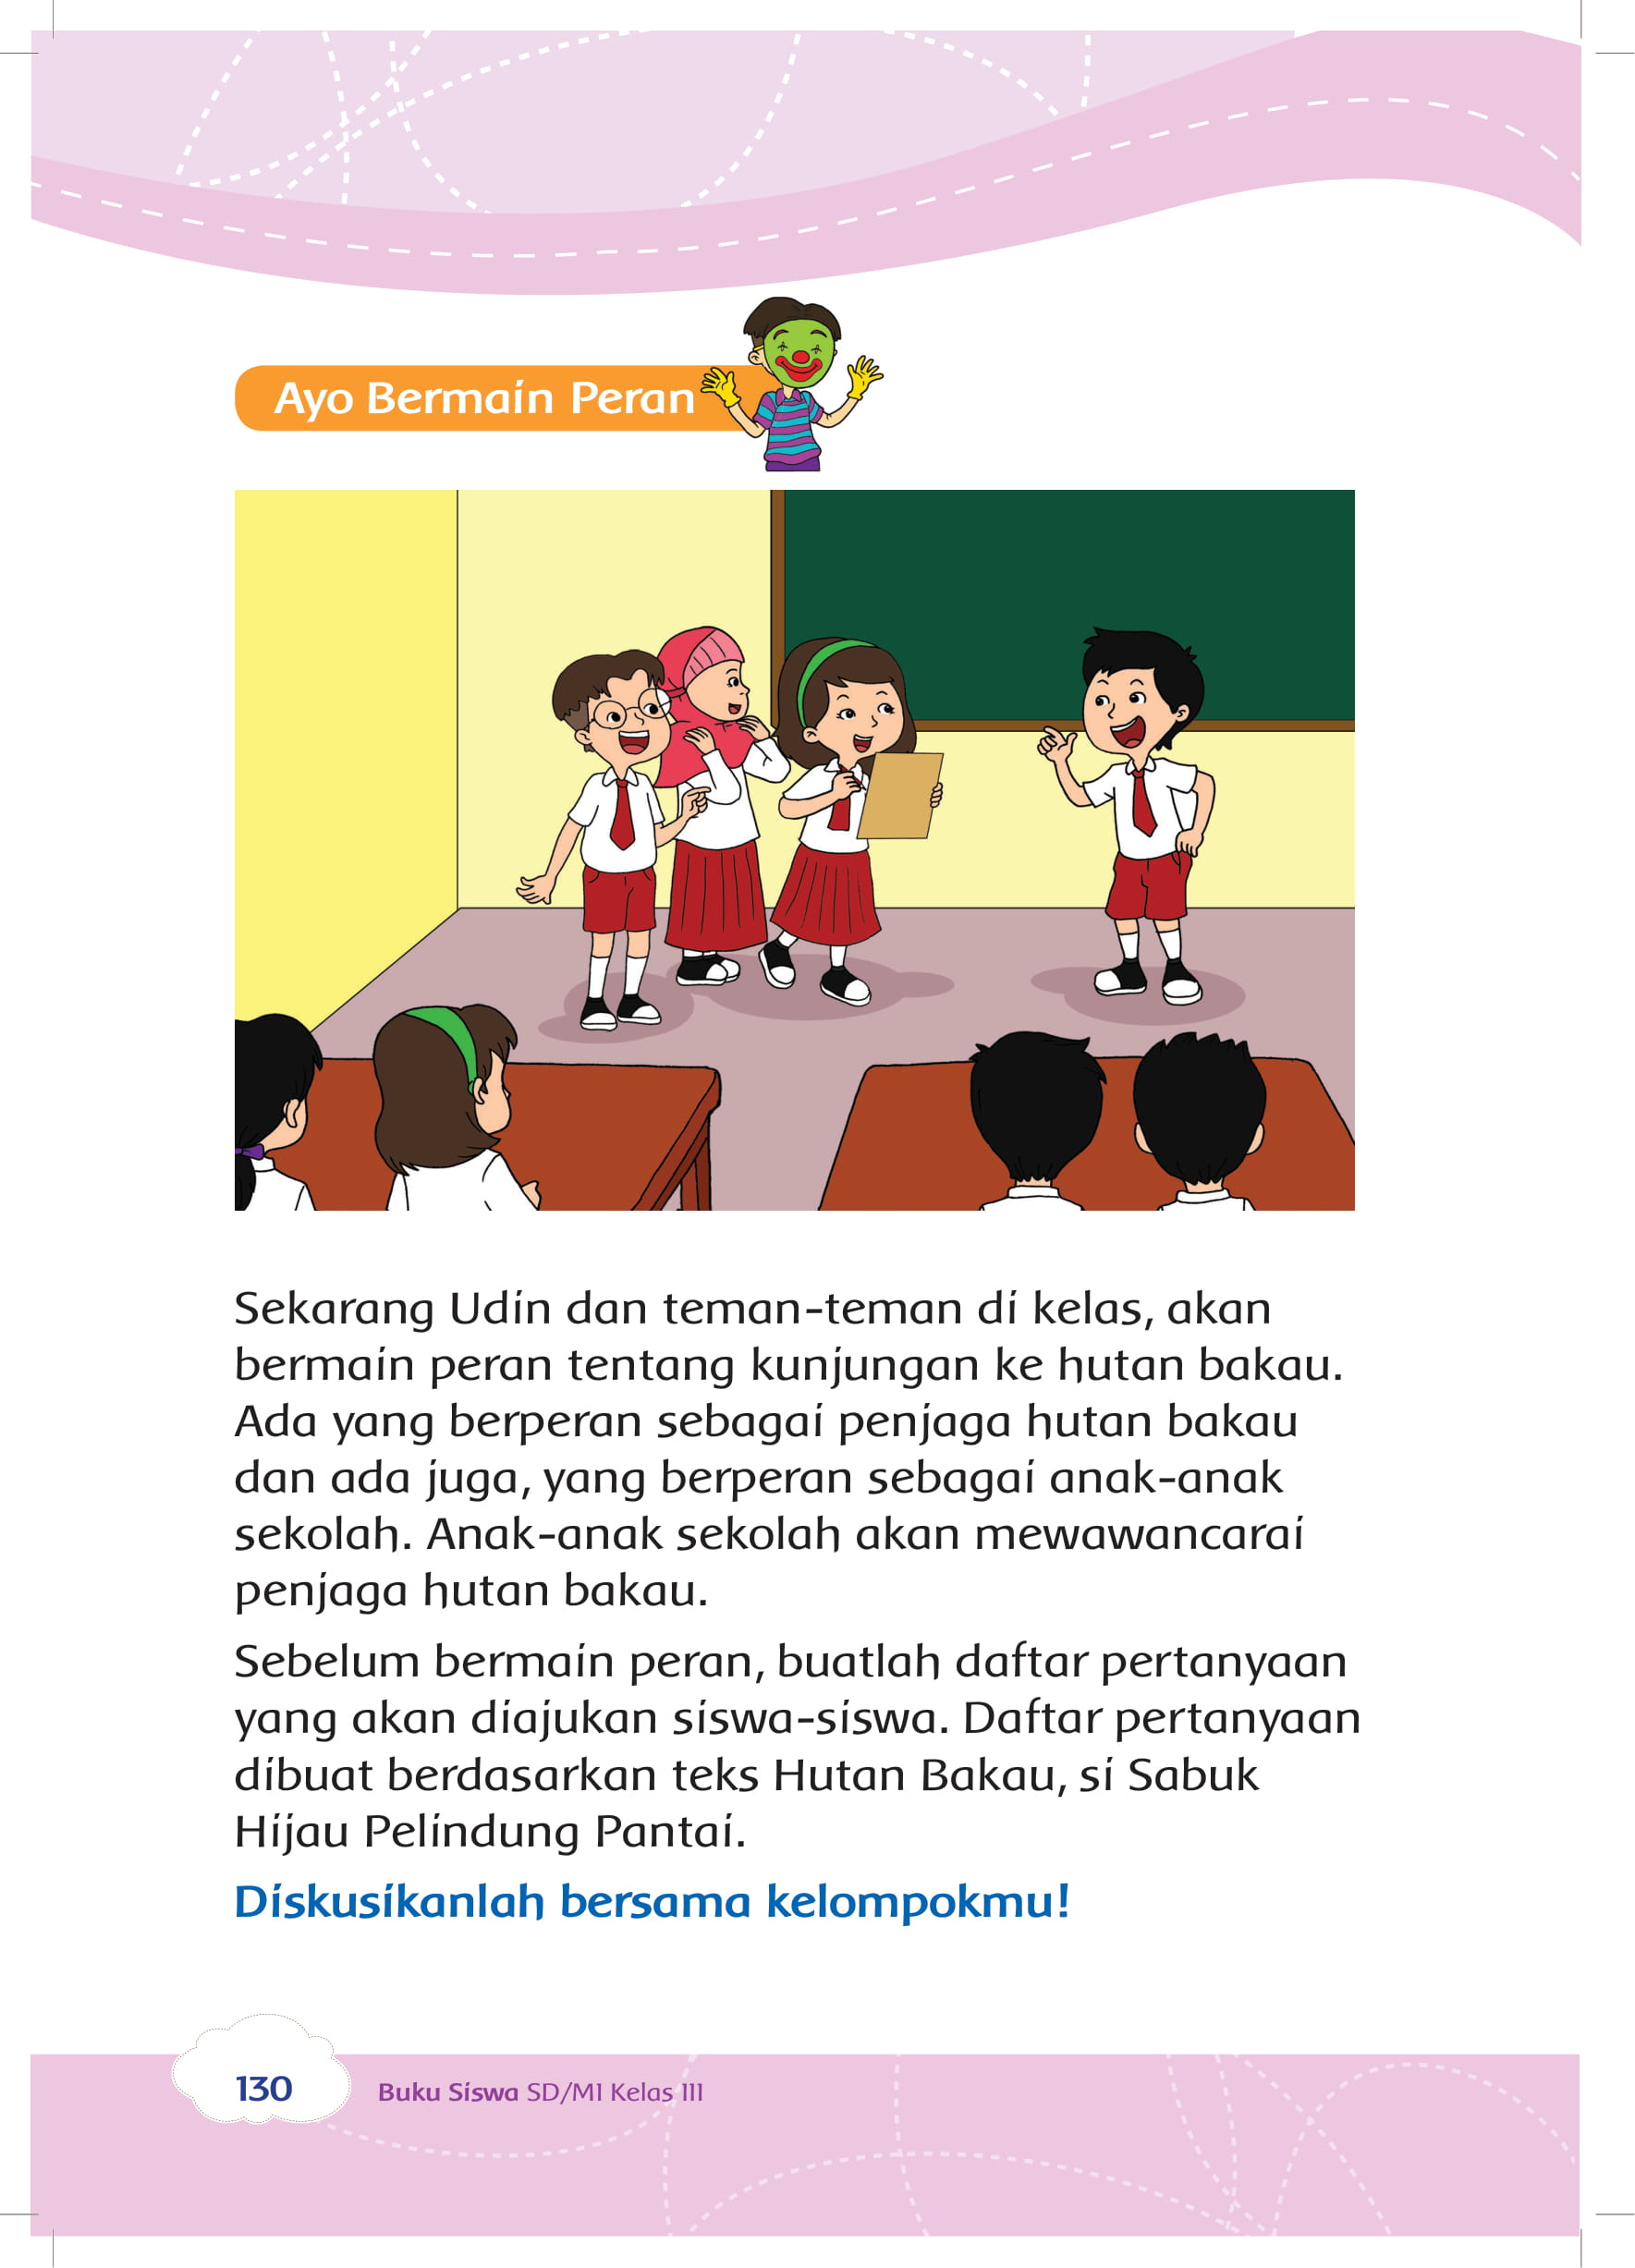 Ayo Bermain Peran
Sekarang Udin dan teman-teman di kelas, akan
bermain peran tentang kunjungan ke hutan bakau.
Ada yang berperan sebagai penjaga hutan bakau
dan ada juga, yang berperan sebagai anak-anak
sekolah. Anak-anak sekolah akan mewawancarai
penjaga hutan bakau.
Sebelum bermain peran, buatlah daftar pertanyaan
yang akan diajukan siswa-siswa. Daftar pertanyaan
dibuat berdasarkan teks Hutan Bakau, si Sabuk
Hijau Pelindung Pantai.
Diskusikanlah bersama kelompokmu!
130 Buku Siswa SD/MI Kelas III